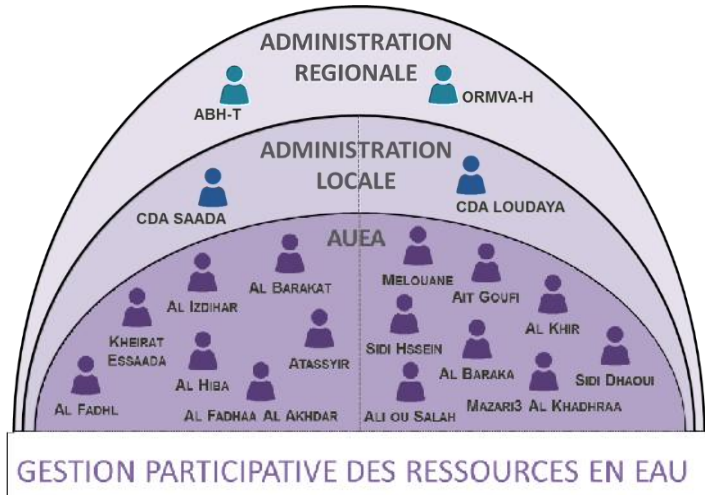 ADMINISTRATION
REGIONALE
ABH-T
ORMVA-H
ADMINISTRATION
LOCALE
CDA SAADA
CDA LOUDAYA
AUEA
AL BARAKAT
MELOUANE
AL IZDIHAR
AIT GOUFI
AL KHIR
KHEIRAT
ESSAADA
ATASSYIR
SIDI HSSEIN
AL HIBA
AL BARAKA
SIDI DHAOUI
AL FADHL
AL FADHAA AL AKHDAR
ALI OU SALAH
MAZARI3 AL KHADHRAA
GESTION PARTICIPATIVE DES RESSOURCES EN EAU